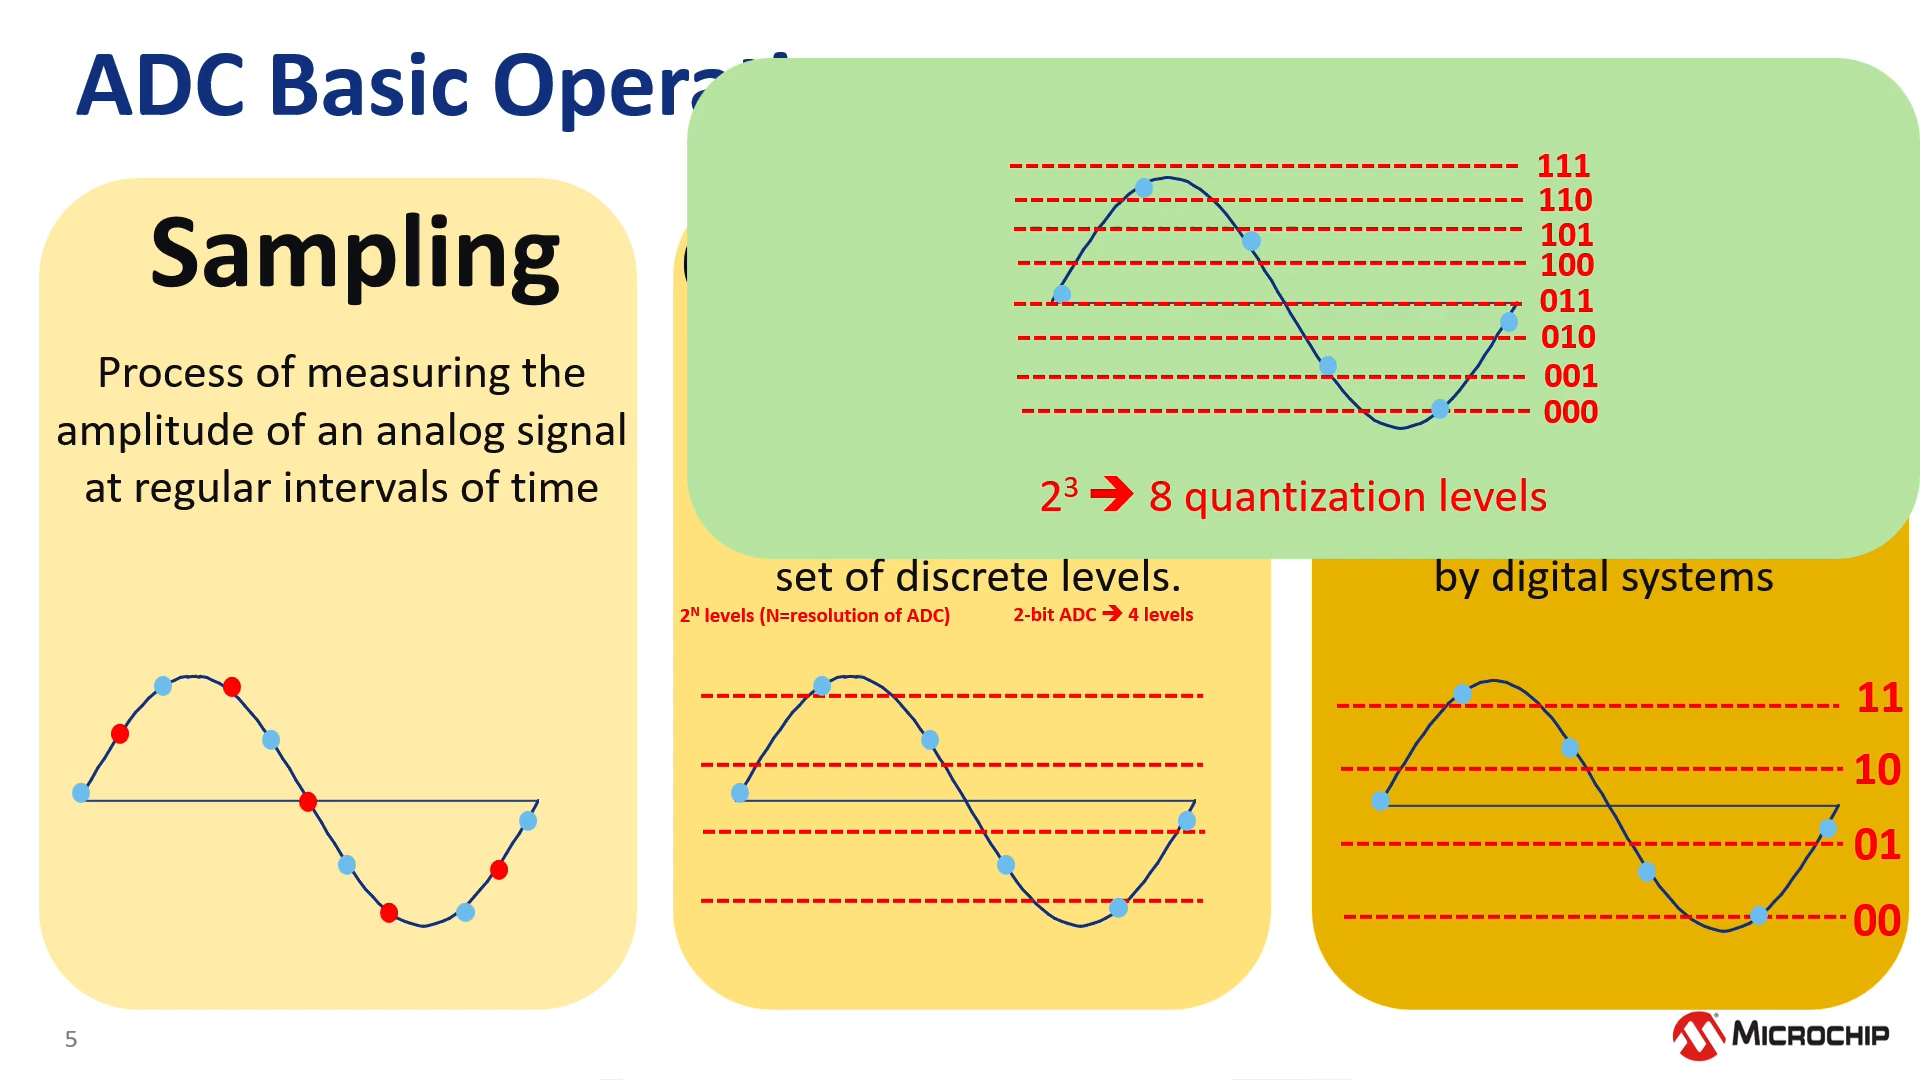 ADC Basic
Sampling
Process of measuring the
amplitude of an analog signal
at regular intervals of time
111
110
101
100
011
010
001
000
2³ ➔ 8 quantization levels
set of discrete levels.
2ᴺ levels (N=resolution of ADC) 2-bit ADC ➔ 4 levels
by digital systems
11
10
01
00
5
MICROCHIP